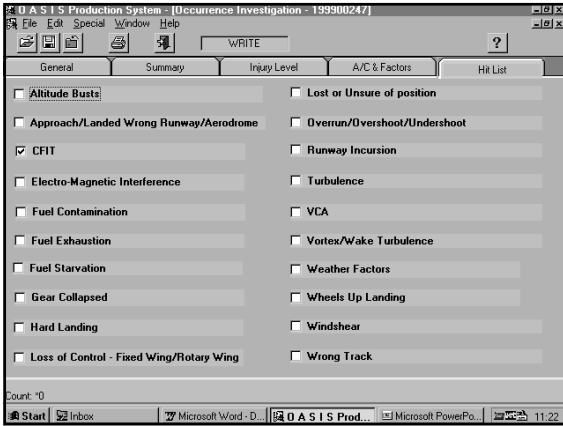 O A S I S Production System - [Occurrence Investigation - 199900247]
File Edit Special Window Help
WRITE ?
General Summary Injury Level A/C & Factors Hit List
Altitude Busts
Approach/Landed Wrong Runway/Aerodrome
CFIT
Electro-Magnetic Interference
Fuel Contamination
Fuel Exhaustion
Fuel Starvation
Gear Collapsed
Hard Landing
Loss of Control - Fixed Wing/Rotary Wing
Lost or Unsure of position
Overrun/Overshoot/Undershoot
Runway Incursion
Turbulence
VCA
Vortex/Wake Turbulence
Weather Factors
Wheels Up Landing
Windshear
Wrong Track
Count: *0
Start Inbox Microsoft Word - D... O A S I S Prod... Microsoft PowerPo... 11:22